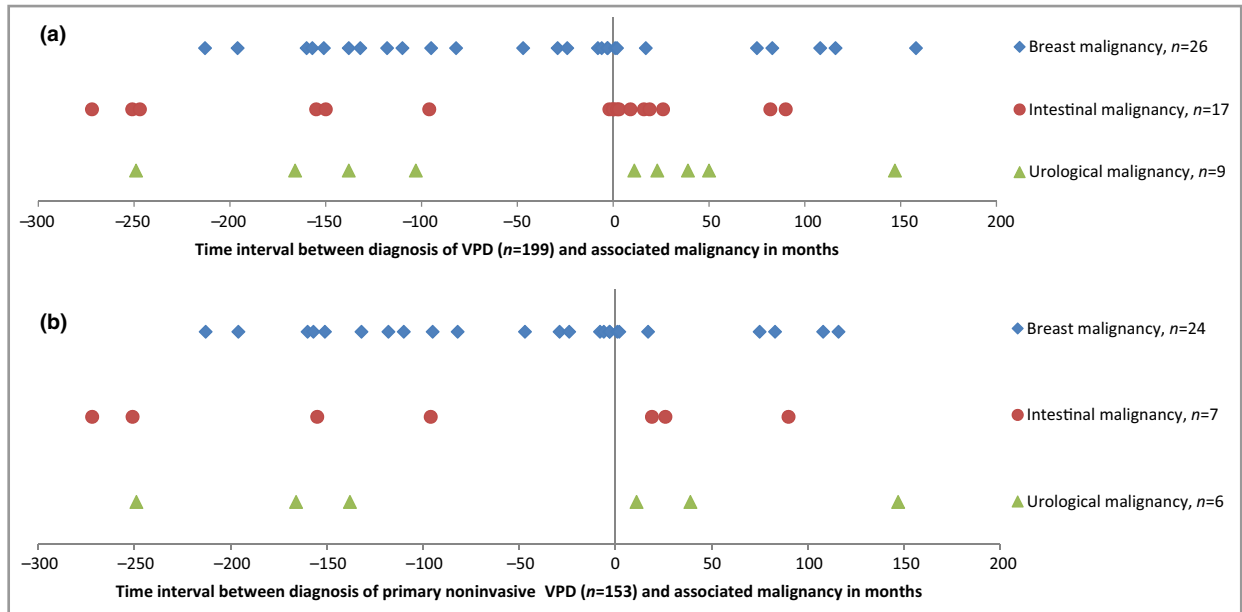 (a)
Breast malignancy, n=26
Intestinal malignancy, n=17
Urological malignancy, n=9
–300 –250 –200 –150 –100 –50 0 50 100 150 200
Time interval between diagnosis of VPD (n=199) and associated malignancy in months
(b)
Breast malignancy, n=24
Intestinal malignancy, n=7
Urological malignancy, n=6
–300 –250 –200 –150 –100 –50 0 50 100 150 200
Time interval between diagnosis of primary noninvasive VPD (n=153) and associated malignancy in months